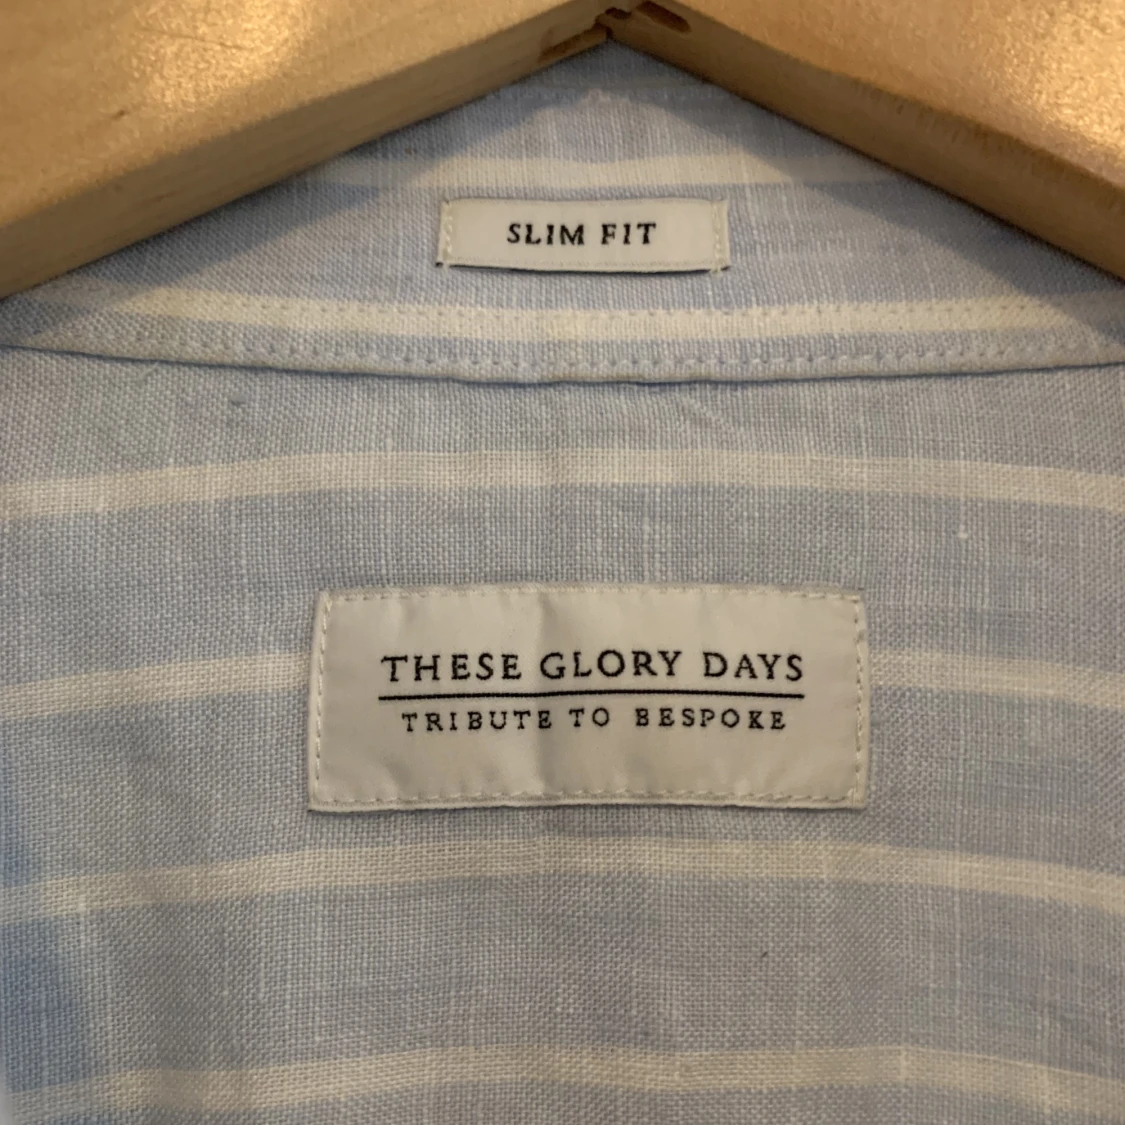 SLIM FIT
THESE GLORY DAYS
TRIBUTE TO BESPOKE